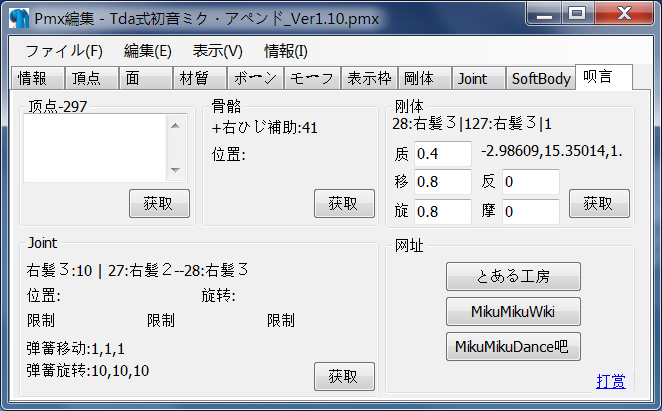 Pmx編集 - Tda式初音ミク・アペンド_Ver1.10.pmx
ファイル(F) 編集(E) 表示(V) 情報(I)
情報 頂点 面 材質 ボーン モーフ 表示枠 剛体 Joint SoftBody 呗言
顶点-297
获取
骨骼
+右ひじ補助:41
位置:
获取
刚体
28:右髪３|127:右髪３|1
质 0.4 -2.98609,15.35014,1.
移 0.8 反 0
旋 0.8 摩 0 获取
Joint
右髪３:10 | 27:右髪２--28:右髪３
位置: 旋转:
限制 限制 限制
弹簧移动:1,1,1
弹簧旋转:10,10,10
获取
网址
とある工房
MikuMikuWiki
MikuMikuDance吧
打赏